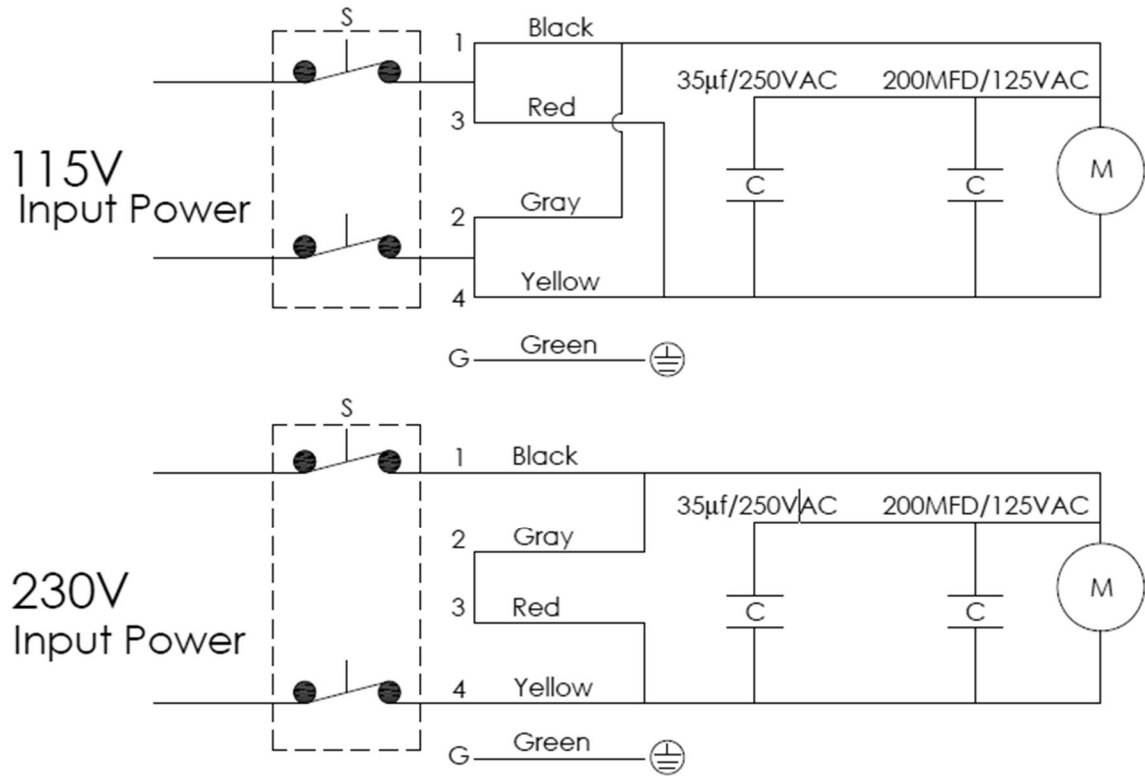 S
1 Black
35µf/250VAC 200MFD/125VAC
3 Red
115V
Input Power
C C M
2 Gray
4 Yellow
G Green
S
1 Black
35µf/250VAC 200MFD/125VAC
2 Gray
230V
Input Power
3 Red
C C M
4 Yellow
G Green